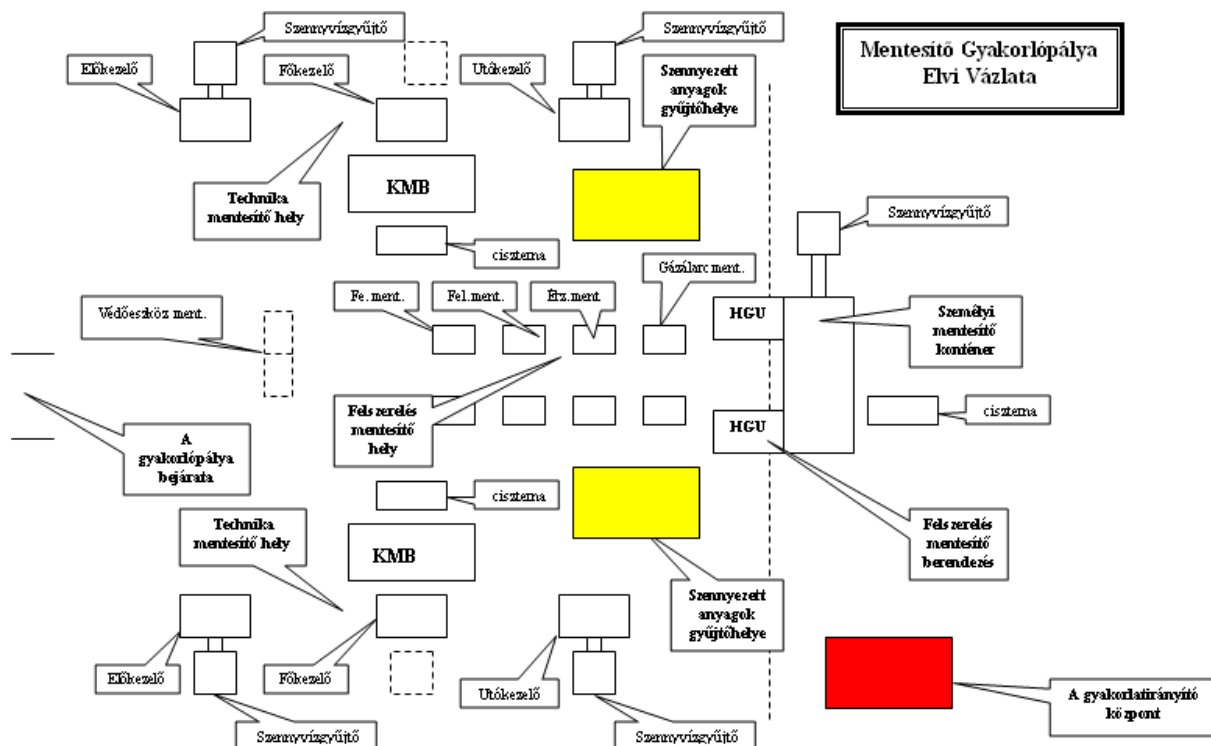 Szennyvízgyűjtő
Szennyvízgyűjtő
Mentesítő Gyakorlópálya
Elvi Vázlata
Előkezelő
Főkezelő
Utókezelő
Szennyezett
anyagok
gyűjtőhelye
Technika
mentesítő hely
KMB
Szennyvízgyűjtő
ciszterna
Gázálarc ment.
Fe. ment.
Fel. ment.
Érz.ment
Védőeszköz ment.
HGU
Személyi
mentesítő
konténer
Felszerelés
mentesítő
hely
HGU
ciszterna
A
gyakorlópálya
bejárata
ciszterna
Technika
mentesítő hely
KMB
Felszerelés
mentesítő
berendezés
Szennyezett
anyagok
gyűjtőhelye
Előkezelő
Főkezelő
Utókezelő
A gyakorlatirányító
központ
Szennyvízgyűjtő
Szennyvízgyűjtő